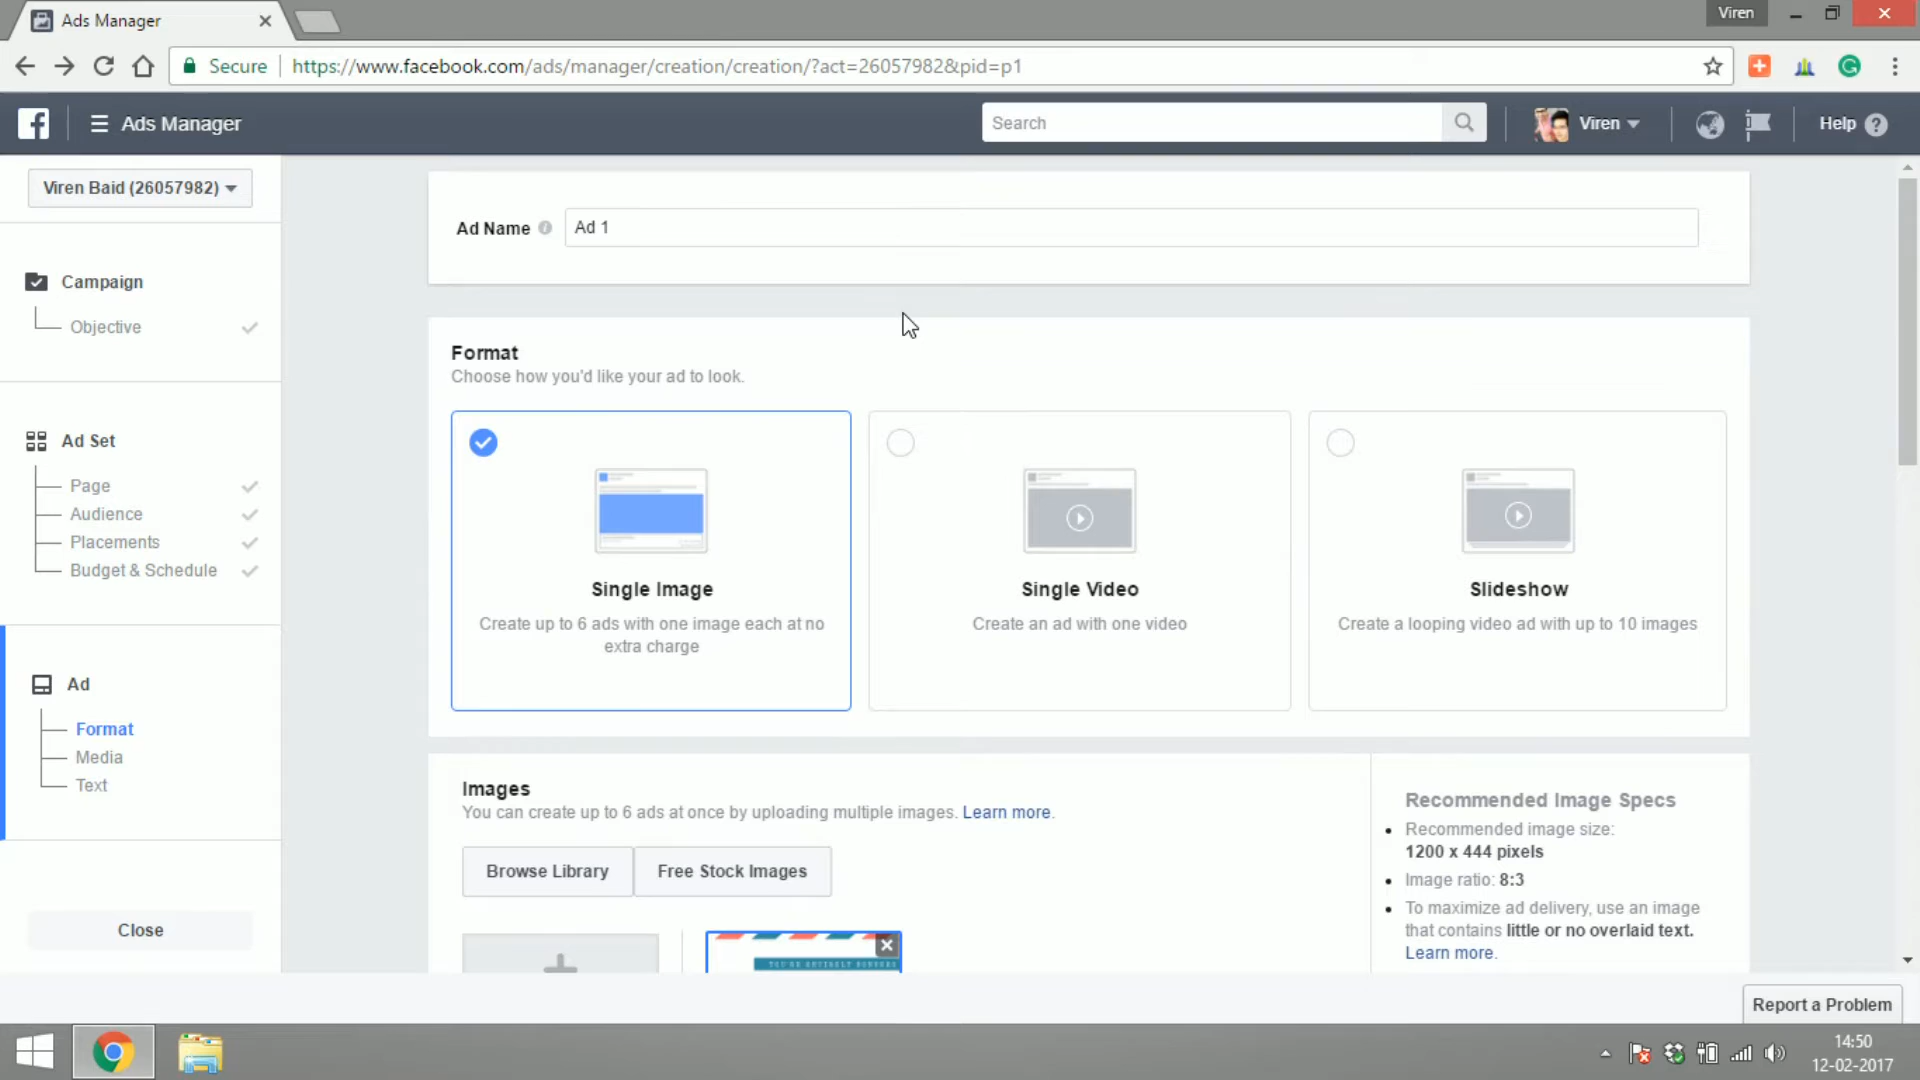 Ads Manager
Viren
Secure
https://www.facebook.com/ads/manager/creation/creation/?act=26057982&pid=p1
Ads Manager
Search
Viren
Help
Viren Baid (26057982)
Ad Name
Ad 1
Campaign
Objective
Format
Choose how you'd like your ad to look.
Ad Set
Page
Audience
Placements
Budget & Schedule
Single Image
Create up to 6 ads with one image each at no
extra charge
Single Video
Create an ad with one video
Slideshow
Create a looping video ad with up to 10 images
Ad
Format
Media
Text
Images
You can create up to 6 ads at once by uploading multiple images. Learn more.
Browse Library
Free Stock Images
Recommended Image Specs
Recommended image size:
1200 x 444 pixels
Image ratio: 8:3
To maximize ad delivery, use an image
that contains little or no overlaid text.
Learn more.
Close
Report a Problem
14:50
12-02-2017